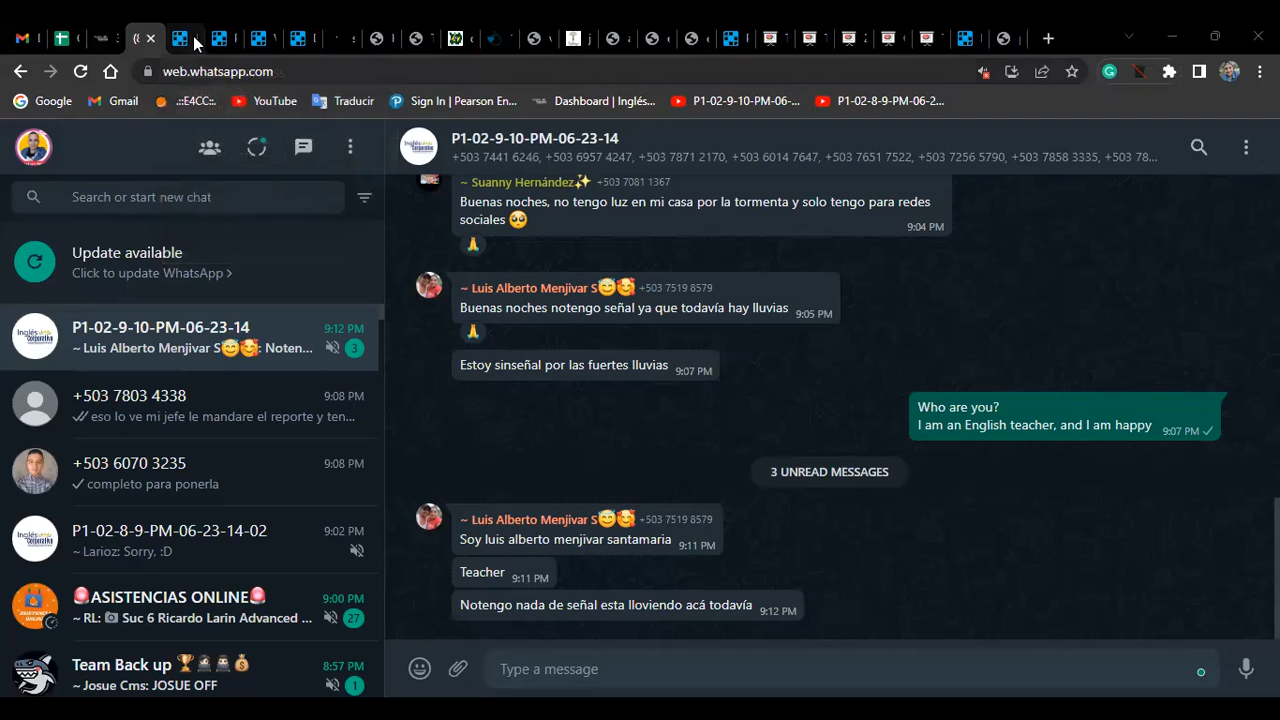 web.whatsapp.com
Google
Gmail
.::E4CC::.
YouTube
Traducir
Sign In | Pearson En...
Dashboard | Inglés...
P1-02-9-10-PM-06-...
P1-02-8-9-PM-06-2...
P1-02-9-10-PM-06-23-14
+503 7441 6246, +503 6957 4247, +503 7871 2170, +503 6014 7647, +503 7651 7522, +503 7256 5790, +503 7858 3335, +503 78...
Search or start new chat
Update available
Click to update WhatsApp >
P1-02-9-10-PM-06-23-14
9:12 PM
~ Luis Alberto Menjivar S😇🥰: Noten...
3
+503 7803 4338
9:08 PM
eso lo ve mi jefe le mandare el reporte y ten...
+503 6070 3235
9:08 PM
completo para ponerla
P1-02-8-9-PM-06-23-14-02
9:02 PM
~ Larioz: Sorry, :D
🚨ASISTENCIAS ONLINE🚨
9:00 PM
~ RL: 📷 Suc 6 Ricardo Larin Advanced ...
27
Team Back up 🏆🥷🏻🥷🏻💰
8:57 PM
~ Josue Cms: JOSUE OFF
1
~ Suanny Hernández✨ +503 7081 1367
Buenas noches, no tengo luz en mi casa por la tormenta y solo tengo para redes
sociales 🥺
9:04 PM
🙏
~ Luis Alberto Menjivar S😇🥰 +503 7519 8579
Buenas noches notengo señal ya que todavía hay lluvias
9:05 PM
🙏
Estoy sinseñal por las fuertes lluvias
9:07 PM
Who are you?
I am an English teacher, and I am happy
9:07 PM
3 UNREAD MESSAGES
~ Luis Alberto Menjivar S😇🥰 +503 7519 8579
Soy luis alberto menjivar santamaria
9:11 PM
Teacher
9:11 PM
Notengo nada de señal esta lloviendo acá todavía
9:12 PM
Type a message